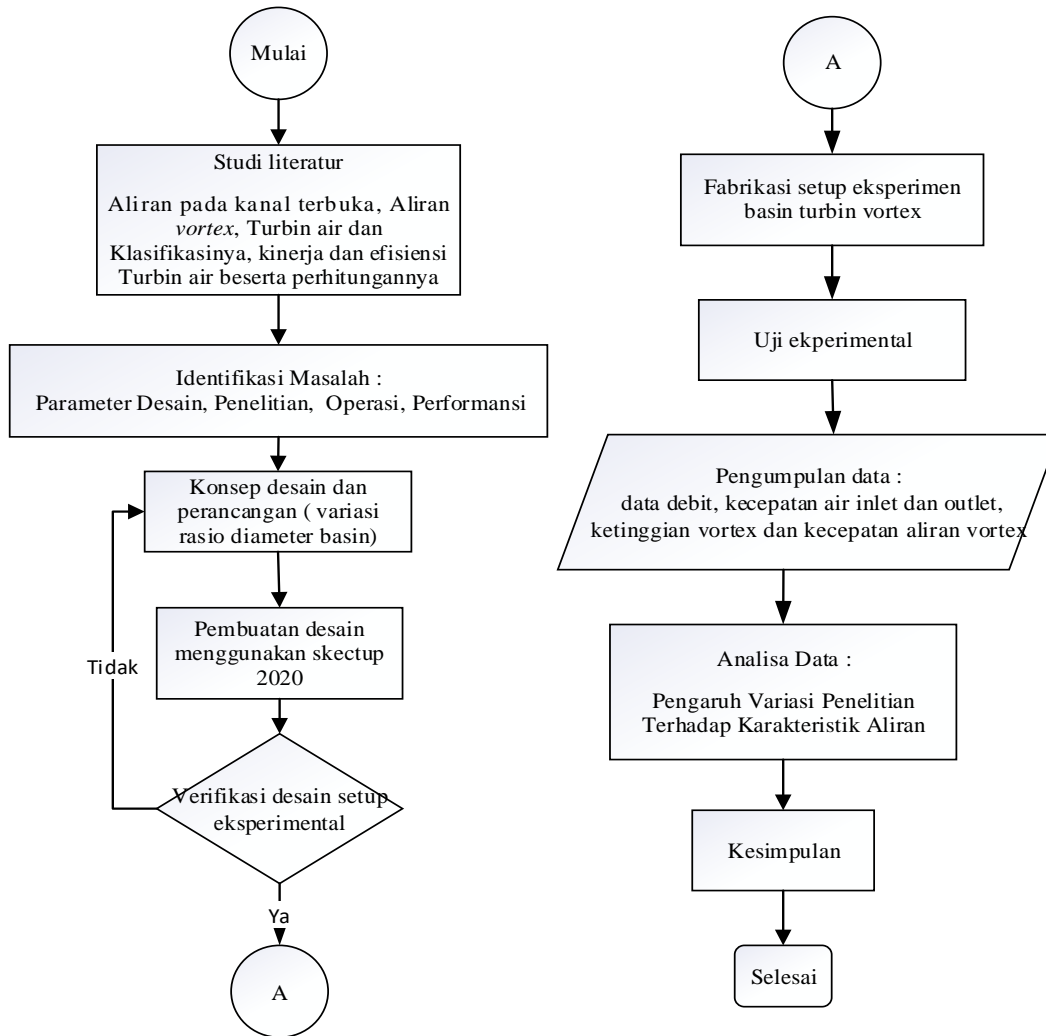 Mulai
Studi literatur
Aliran pada kanal terbuka, Aliran
vortex, Turbin air dan
Klasifikasinya, kinerja dan efisiensi
Turbin air beserta perhitungannya
Identifikasi Masalah :
Parameter Desain, Penelitian, Operasi, Performansi
Konsep desain dan
perancangan ( variasi
rasio diameter basin)
Pembuatan desain
menggunakan skectup
2020
Tidak
Verifikasi desain setup
eksperimental
Ya
A
A
Fabrikasi setup eksperimen
basin turbin vortex
Uji ekperimental
Pengumpulan data :
data debit, kecepatan air inlet dan outlet,
ketinggian vortex dan kecepatan aliran vortex
Analisa Data :
Pengaruh Variasi Penelitian
Terhadap Karakteristik Aliran
Kesimpulan
Selesai